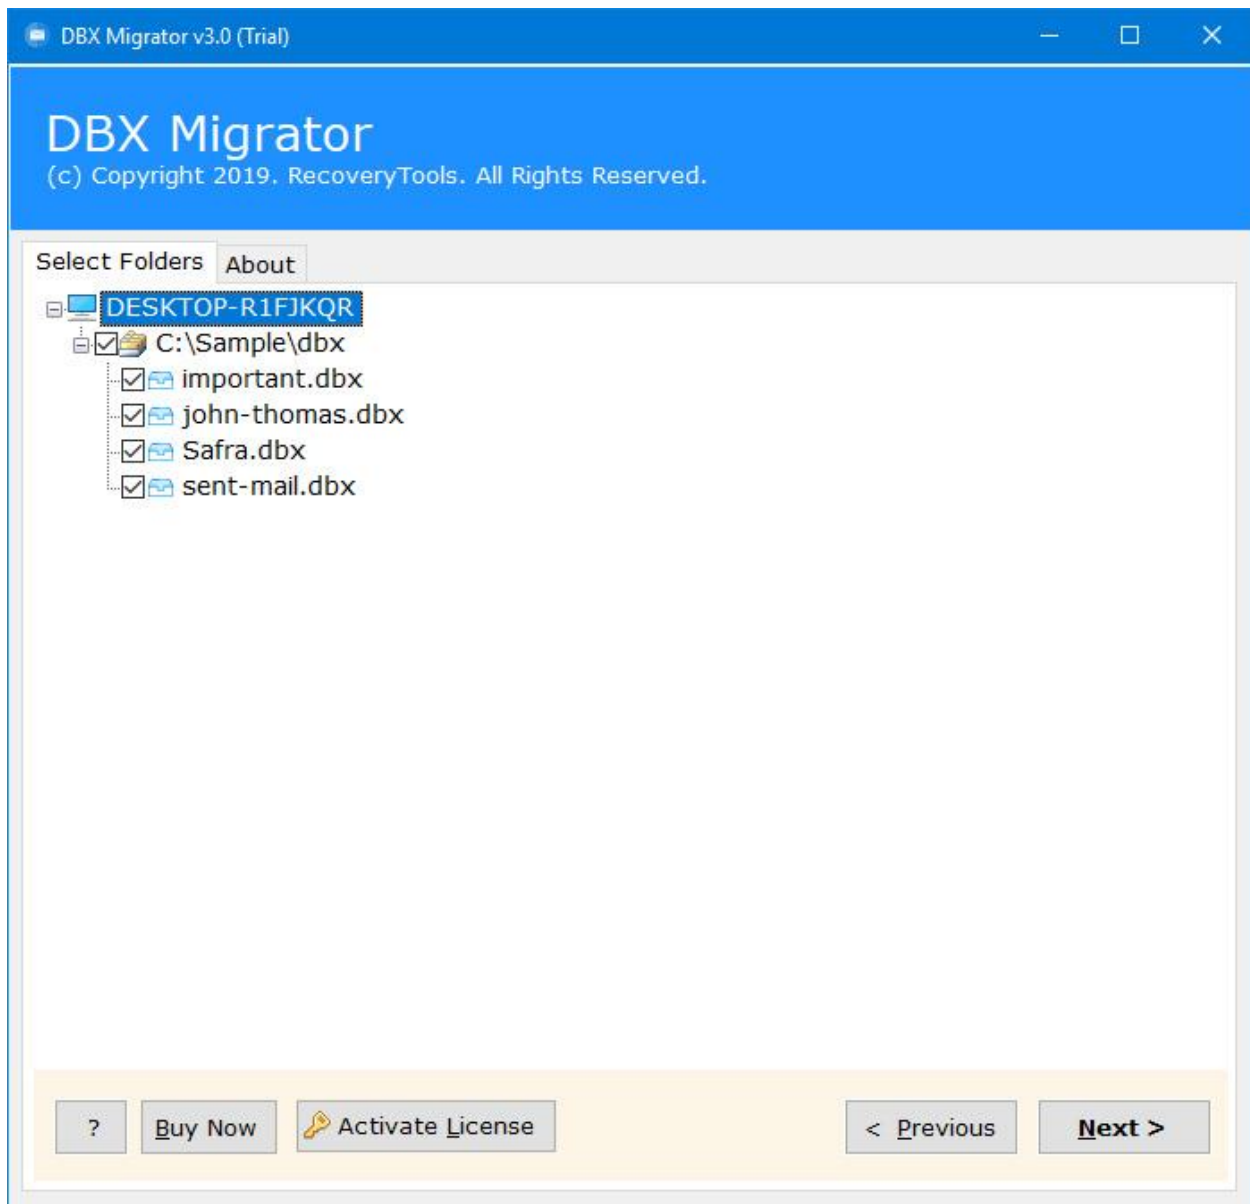 DBX Migrator v3.0 (Trial)
DBX Migrator
(c) Copyright 2019. RecoveryTools. All Rights Reserved.
Select Folders About
DESKTOP-R1FJKQR
C:\Sample\dbx
important.dbx
john-thomas.dbx
Safra.dbx
sent-mail.dbx
? Buy Now Activate License < Previous Next >